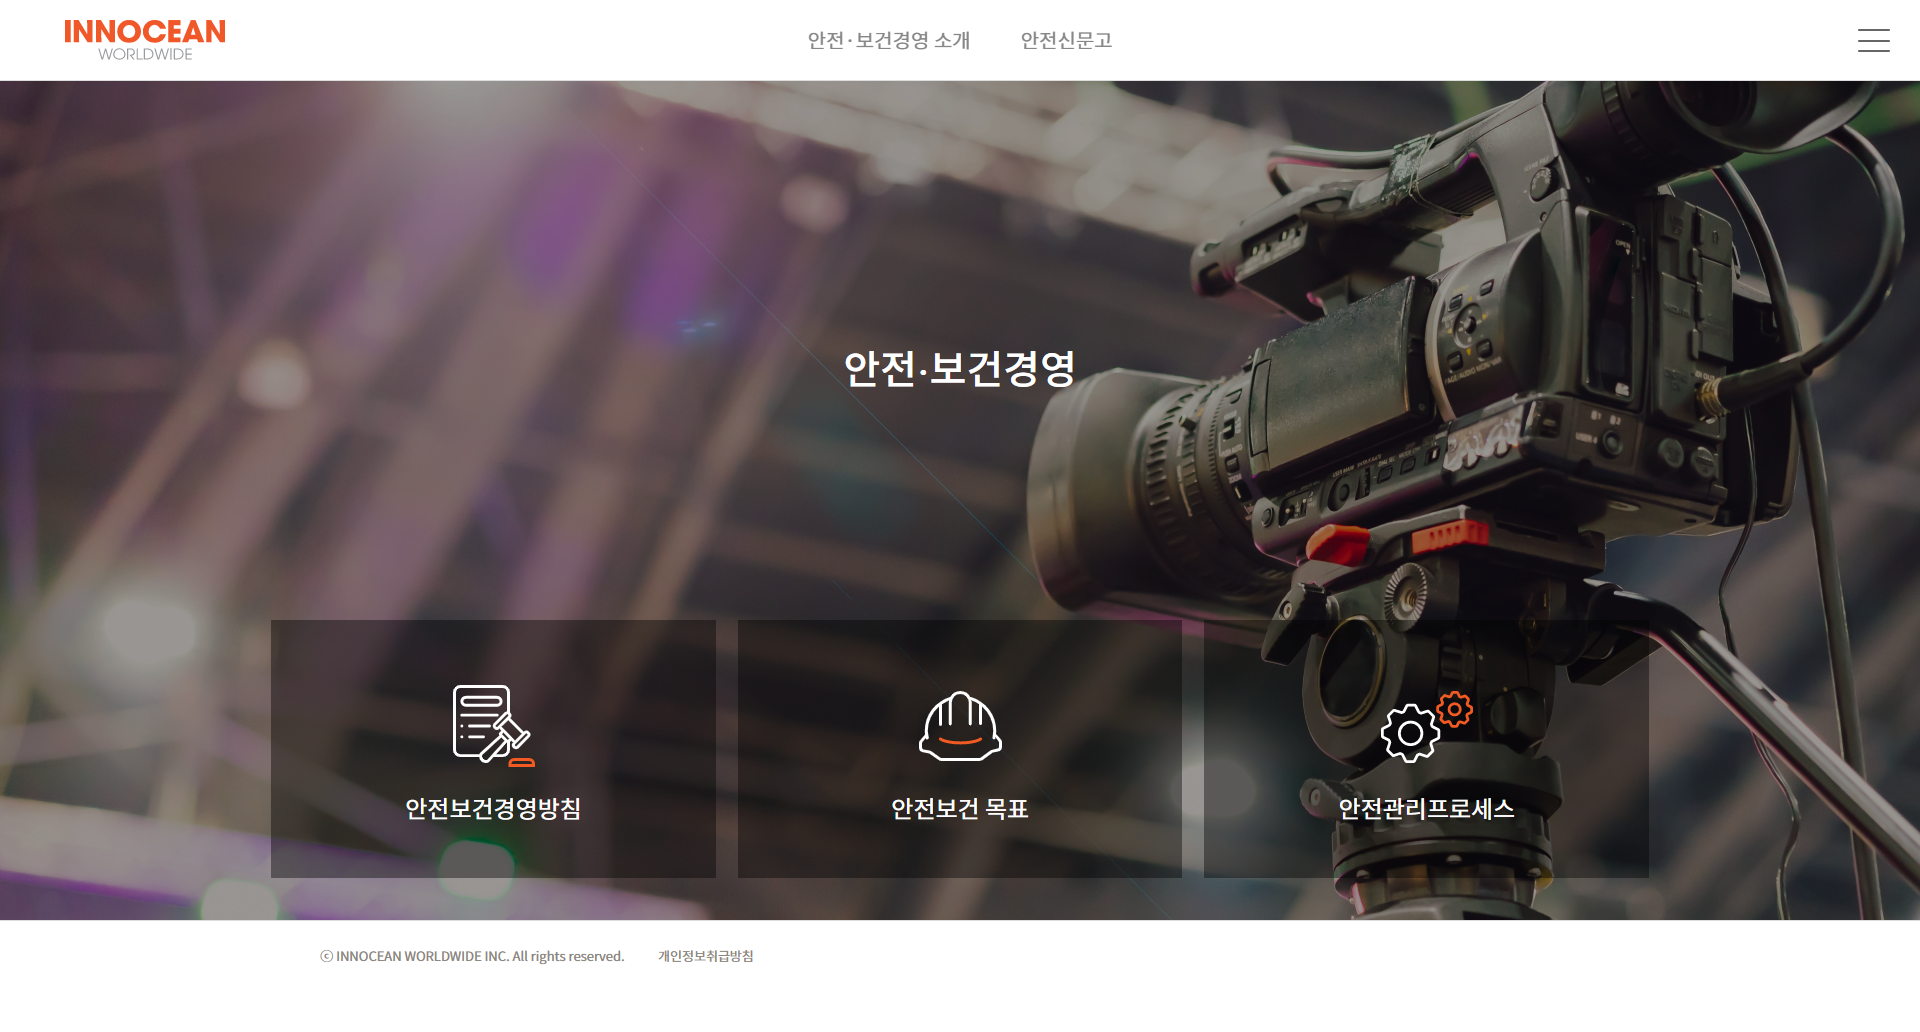 INNOCEAN
WORLDWIDE
안전·보건경영 소개
안전신문고
안전·보건경영
안전보건경영방침
안전보건 목표
안전관리프로세스
ⓒ INNOCEAN WORLDWIDE INC. All rights reserved.
개인정보취급방침